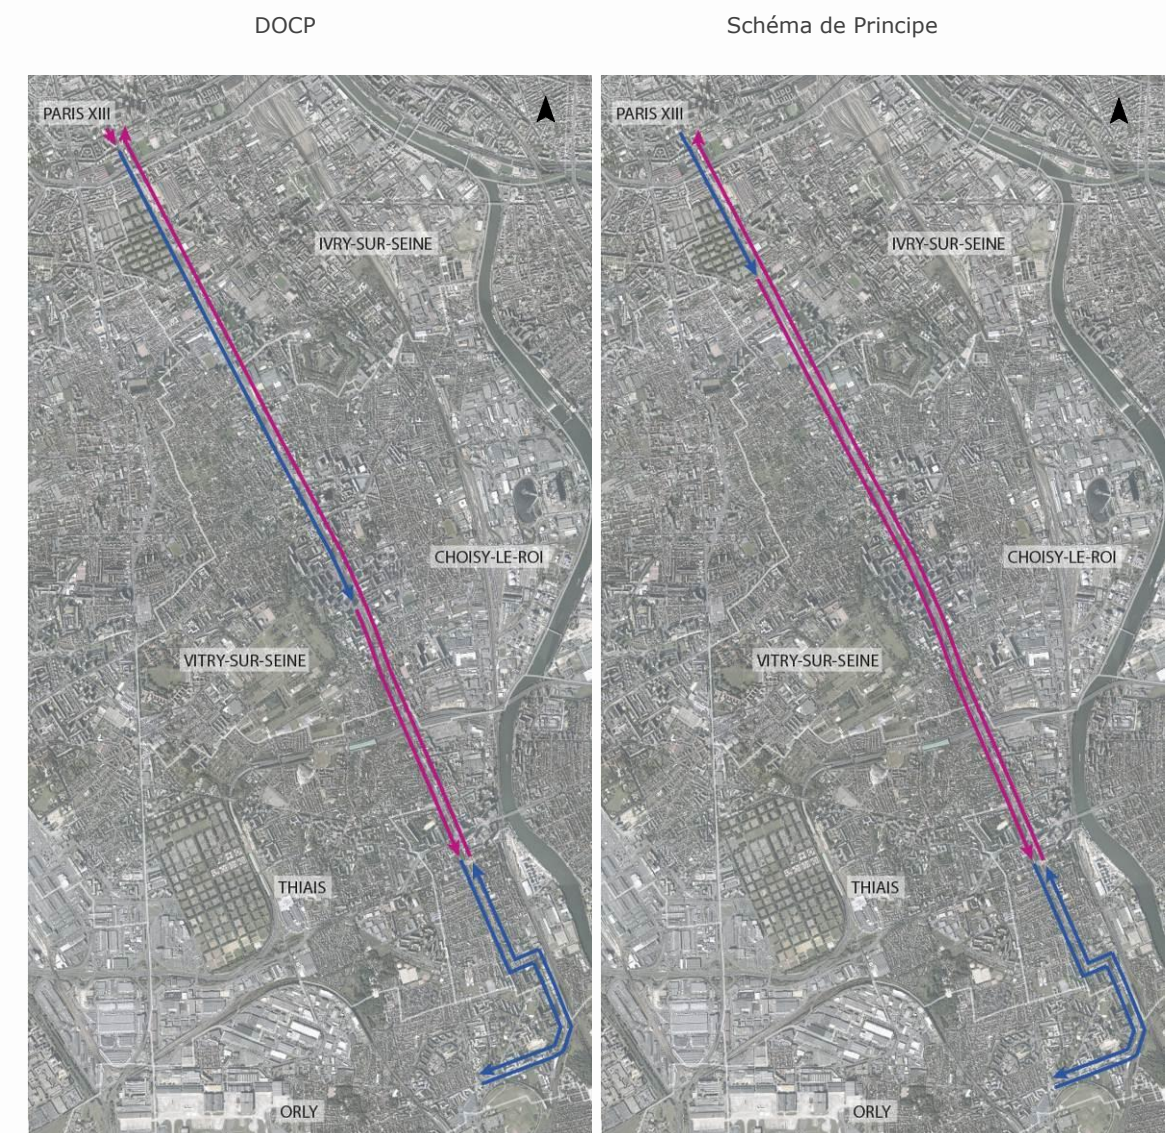 DOCP
Schéma de Principe
PARIS XIII
IVRY-SUR-SEINE
CHOISY-LE-ROI
VITRY-SUR-SEINE
THIAIS
ORLY
PARIS XIII
IVRY-SUR-SEINE
CHOISY-LE-ROI
VITRY-SUR-SEINE
THIAIS
ORLY